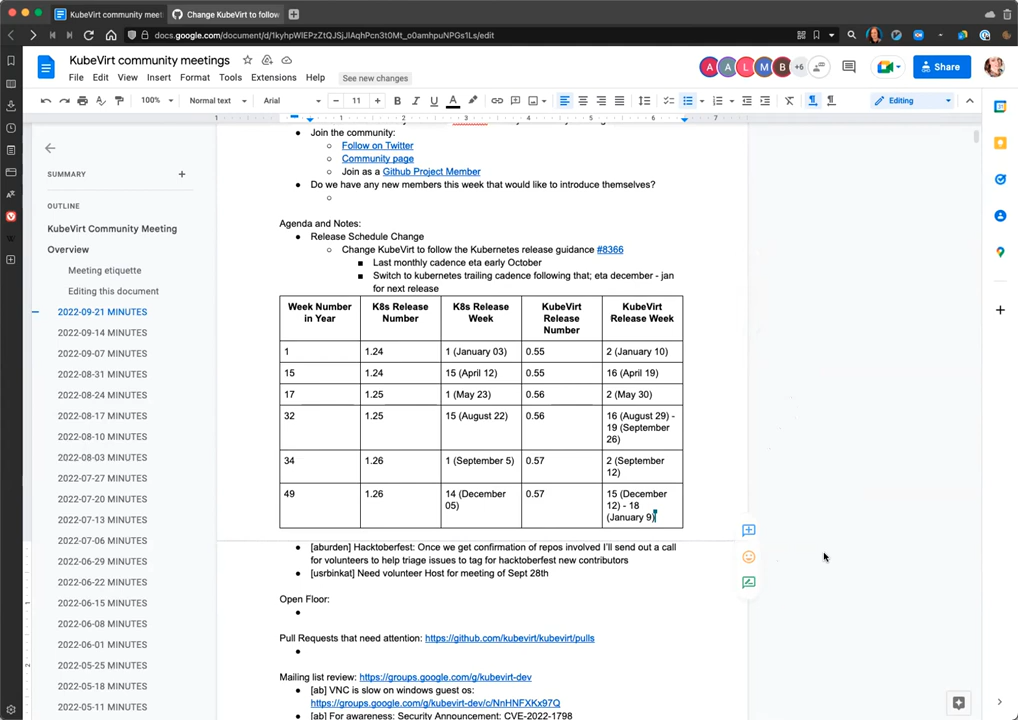 KubeVirt community meet
Change KubeVirt to follow
docs.google.com/document/d/1kyhpWIEPzZtQJSjJIAqhPcn3t0Mt_o0amhpuNPGs1Ls/edit
KubeVirt community meetings
File Edit View Insert Format Tools Extensions Help See new changes
+6
Share
100% Normal text Arial 11 B I U A Editing
1 1 2 3 4 5 6 7
Join the community:
Follow on Twitter
Community page
Join as a Github Project Member
Do we have any new members this week that would like to introduce themselves?
SUMMARY
OUTLINE
KubeVirt Community Meeting
Overview
Meeting etiquette
Editing this document
2022-09-21 MINUTES
2022-09-14 MINUTES
2022-09-07 MINUTES
2022-08-31 MINUTES
2022-08-24 MINUTES
2022-08-17 MINUTES
2022-08-10 MINUTES
2022-08-03 MINUTES
2022-07-27 MINUTES
2022-07-20 MINUTES
2022-07-13 MINUTES
2022-07-06 MINUTES
2022-06-29 MINUTES
2022-06-22 MINUTES
2022-06-15 MINUTES
2022-06-08 MINUTES
2022-06-01 MINUTES
2022-05-25 MINUTES
2022-05-18 MINUTES
2022-05-11 MINUTES
Agenda and Notes:
Release Schedule Change
Change KubeVirt to follow the Kubernetes release guidance #8366
Last monthly cadence eta early October
Switch to kubernetes trailing cadence following that; eta december - jan
for next release
Week Number in Year K8s Release Number K8s Release Week KubeVirt Release Number KubeVirt Release Week
1 1.24 1 (January 03) 0.55 2 (January 10)
15 1.24 15 (April 12) 0.55 16 (April 19)
17 1.25 1 (May 23) 0.56 2 (May 30)
32 1.25 15 (August 22) 0.56 16 (August 29) - 19 (September 26)
34 1.26 1 (September 5) 0.57 2 (September 12)
49 1.26 14 (December 05) 0.57 15 (December 12) - 18 (January 9)
[aburden] Hacktoberfest: Once we get confirmation of repos involved I'll send out a call
for volunteers to help triage issues to tag for hacktoberfest new contributors
[usrbinkat] Need volunteer Host for meeting of Sept 28th
Open Floor:
Pull Requests that need attention: https://github.com/kubevirt/kubevirt/pulls
Mailing list review: https://groups.google.com/g/kubevirt-dev
[ab] VNC is slow on windows guest os:
https://groups.google.com/g/kubevirt-dev/c/NnHNFXKx97Q
[ab] For awareness: Security Announcement: CVE-2022-1798